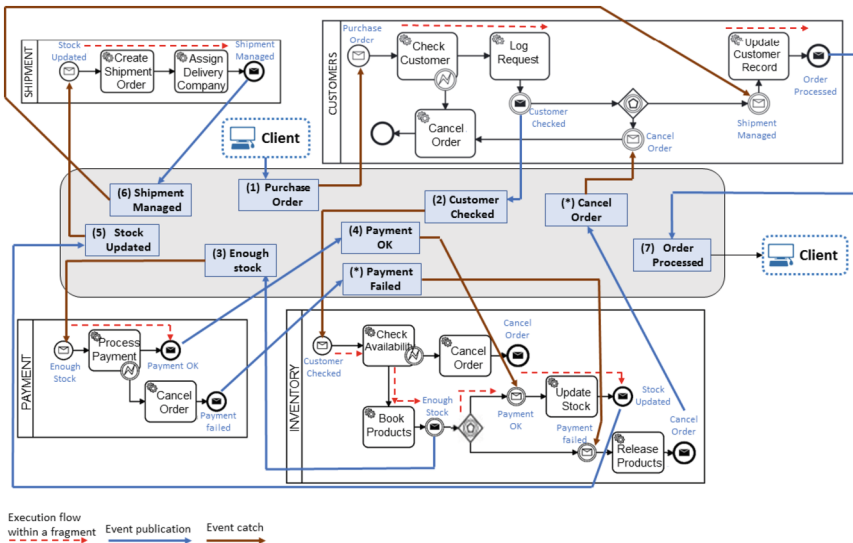 SHIPMENT
Stock
Updated
Create
Shipment
Order
Assign
Delivery
Company
Shipment
Managed
CUSTOMERS
Purchase
Order
Check
Customer
Log
Request
Cancel
Order
Customer
Checked
Cancel
Order
Update
Customer
Record
Shipment
Managed
Order
Processed
Client
(6) Shipment
Managed
(1) Purchase
Order
(2) Customer
Checked
(*) Cancel
Order
(5) Stock
Updated
(3) Enough
stock
(4) Payment
OK
(*) Payment
Failed
(7) Order
Processed
Client
PAYMENT
Enough
Stock
Process
Payment
Payment OK
Cancel
Order
Payment
failed
INVENTORY
Customer
Checked
Check
Availability
Cancel
Order
Cancel
Order
Book
Products
Enough
Stock
Payment
OK
Update
Stock
Stock
Updated
Payment
failed
Release
Products
Cancel
Order
Execution flow
within a fragment
Event publication
Event catch